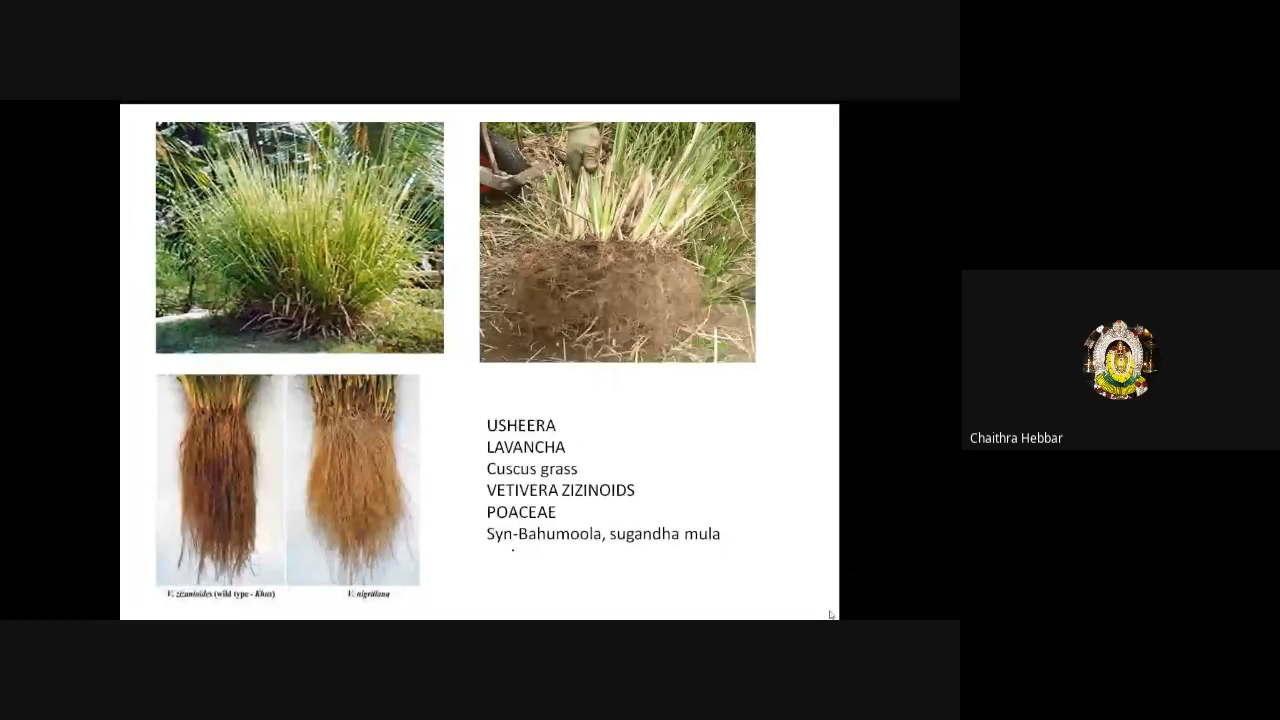 USHEERA
LAVANCHA
Cuscus grass
VETIVERA ZIZINOIDS
POACEAE
Syn-Bahumoola, sugandha mula
V. zizanioides (wild type - Khus)
V. nigritiana
Chaithra Hebbar